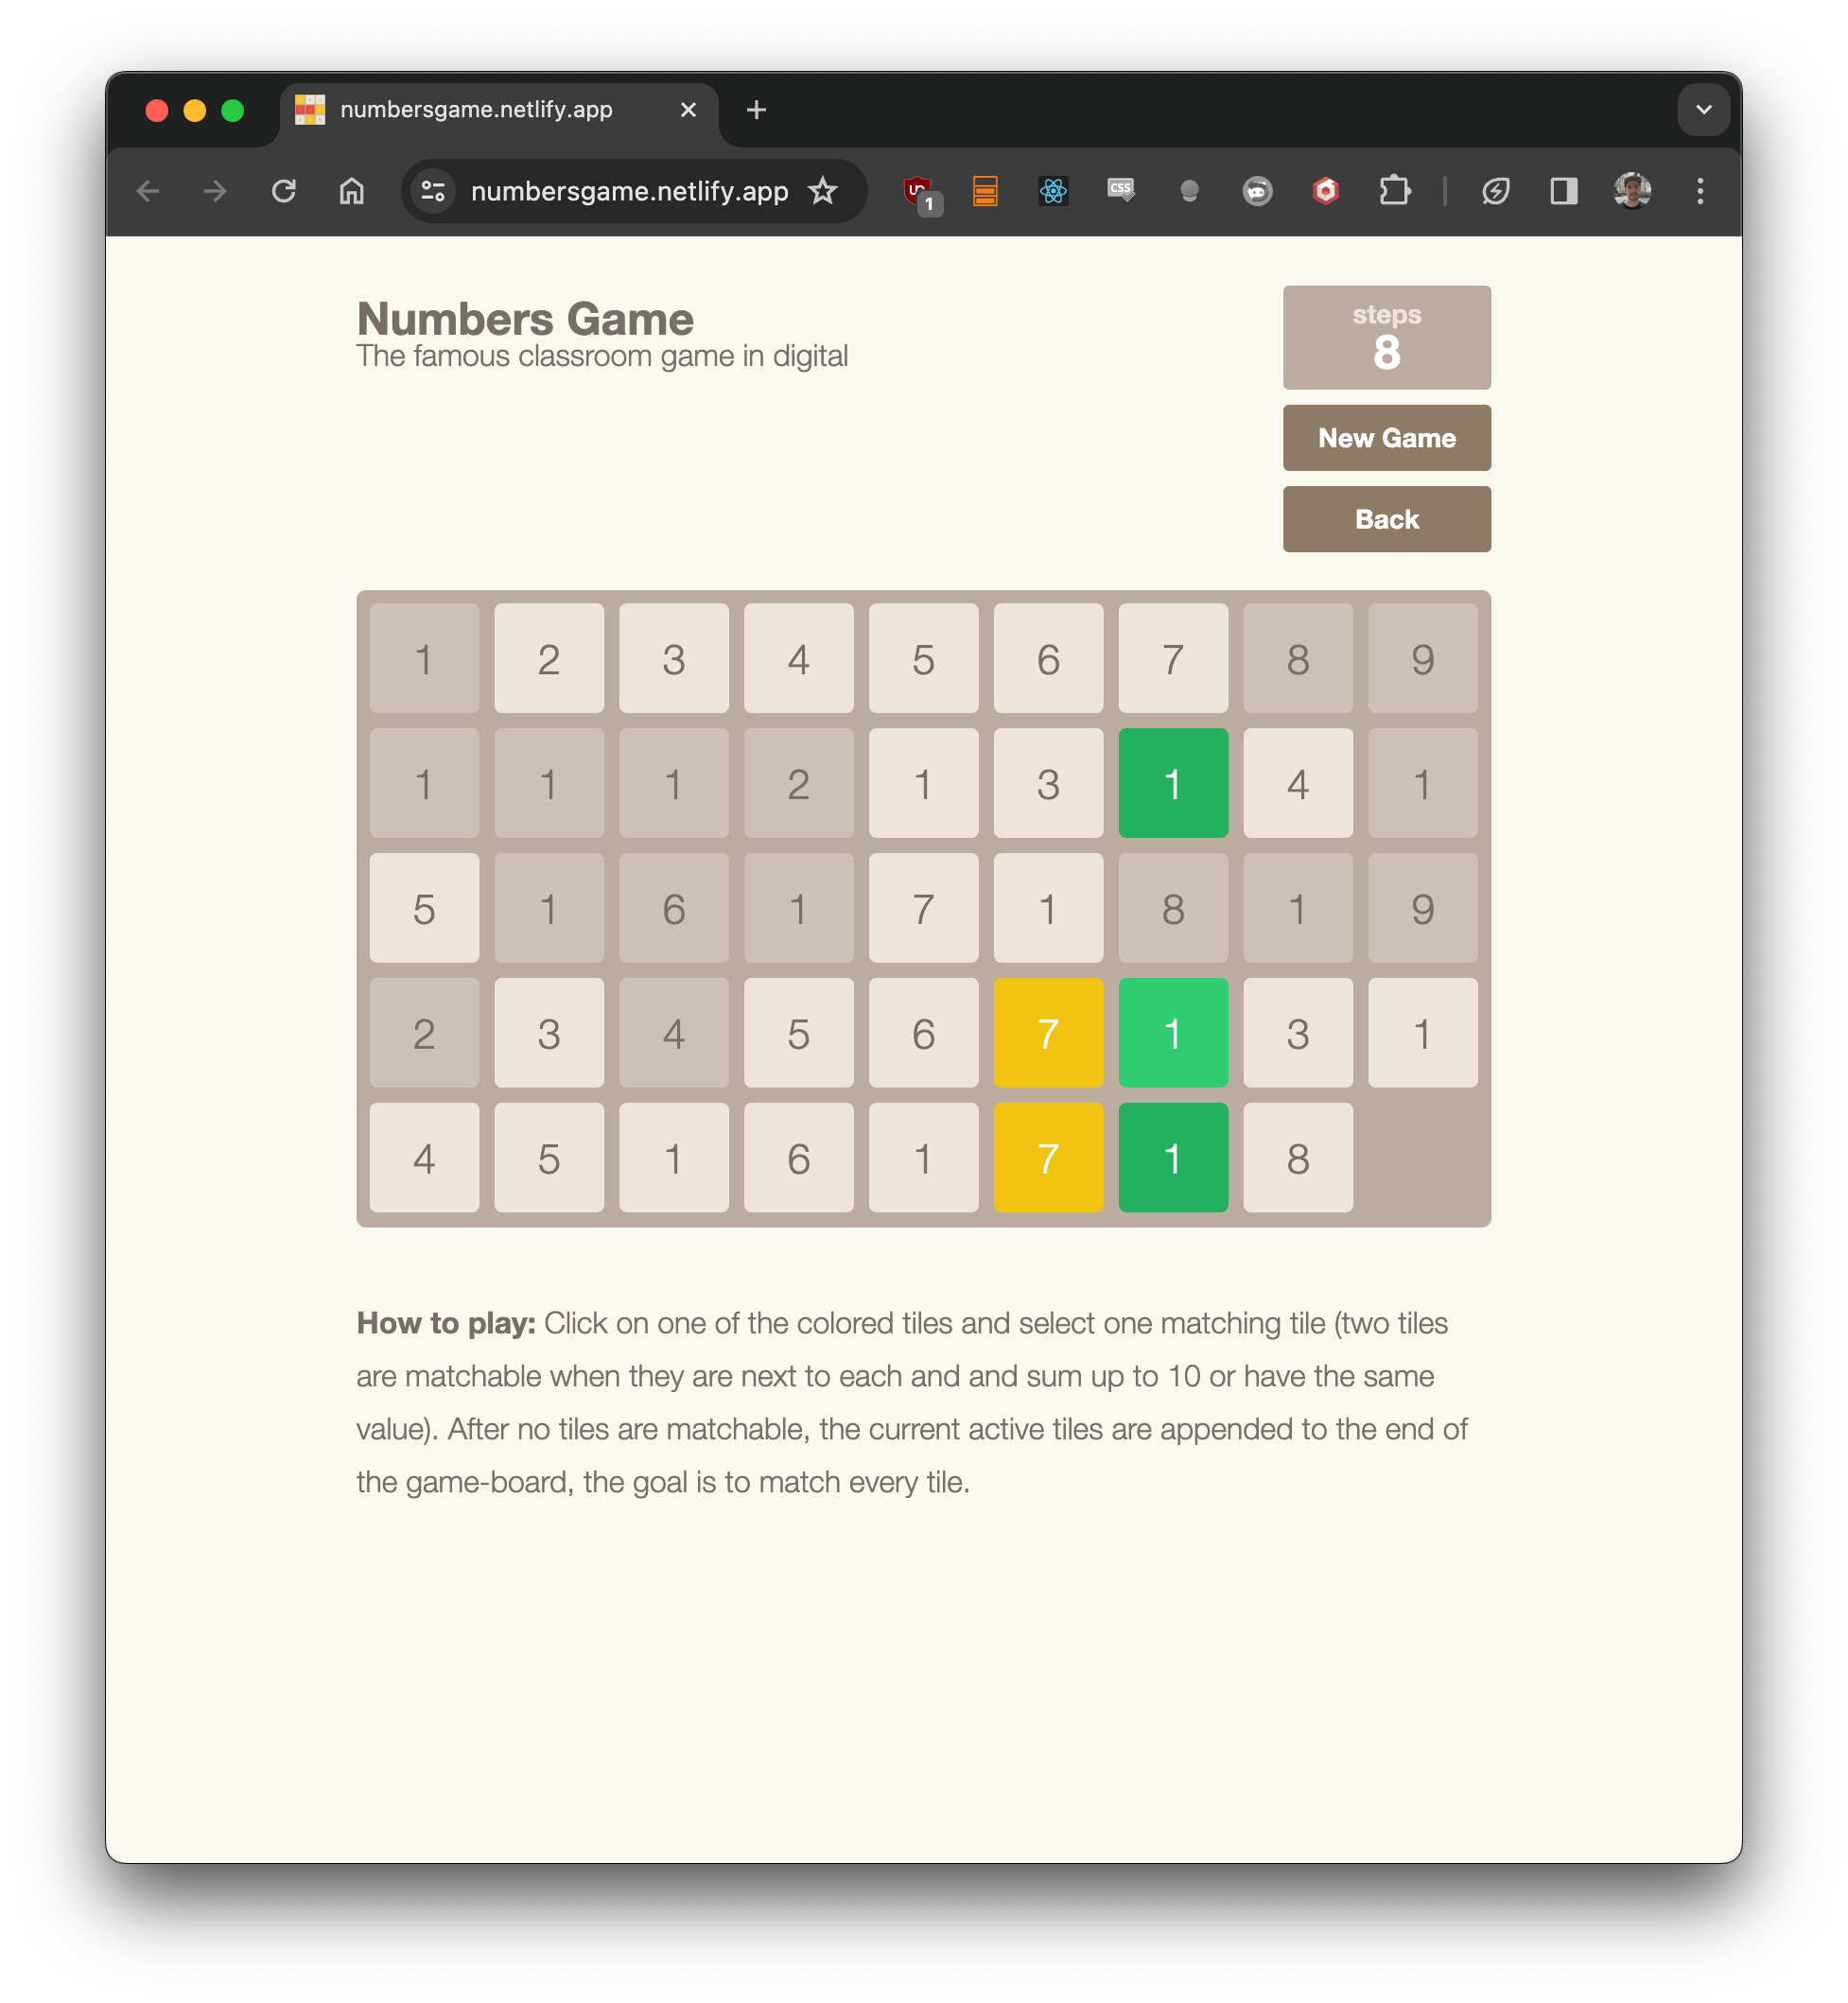 numbersgame.netlify.app
numbersgame.netlify.app
UD
1
CSS
Numbers Game
The famous classroom game in digital
steps
8
New Game
Back
1 2 3 4 5 6 7 8 9
1 1 1 2 1 3 1 4 1
5 1 6 1 7 1 8 1 9
2 3 4 5 6 7 1 3 1
4 5 1 6 1 7 1 8
How to play: Click on one of the colored tiles and select one matching tile (two tiles
are matchable when they are next to each and and sum up to 10 or have the same
value). After no tiles are matchable, the current active tiles are appended to the end of
the game-board, the goal is to match every tile.